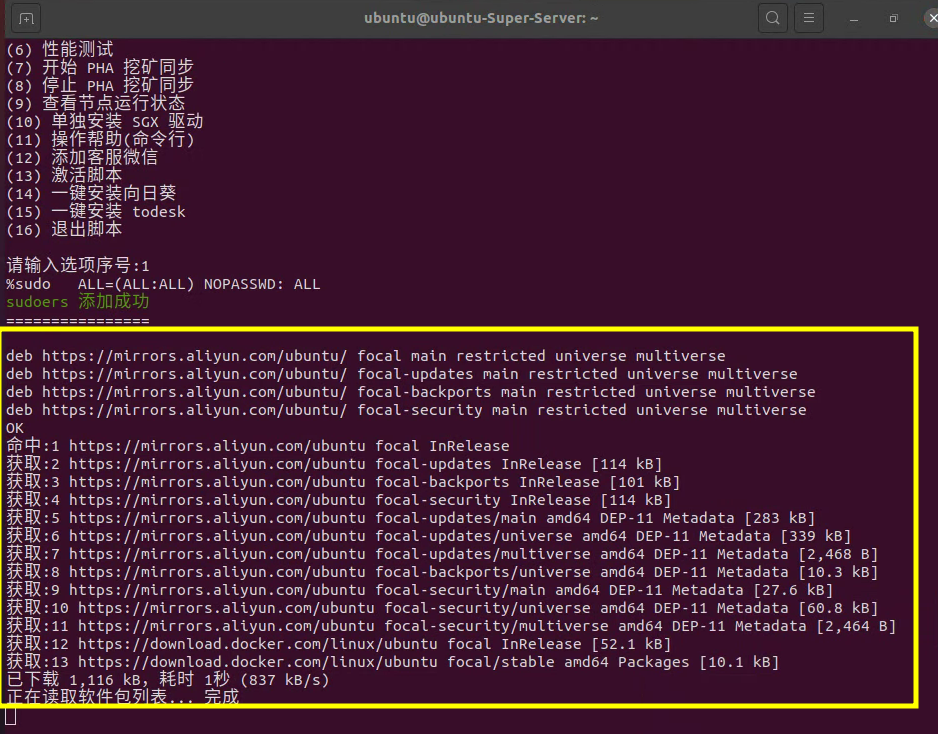 ubuntu@ubuntu-Super-Server: ~
(6) 性能测试
(7) 开始 PHA 挖矿同步
(8) 停止 PHA 挖矿同步
(9) 查看节点运行状态
(10) 单独安装 SGX 驱动
(11) 操作帮助(命令行)
(12) 添加客服微信
(13) 激活脚本
(14) 一键安装向日葵
(15) 一键安装 todesk
(16) 退出脚本
请输入选项序号:1
%sudo   ALL=(ALL:ALL) NOPASSWD: ALL
sudoers 添加成功
================
deb https://mirrors.aliyun.com/ubuntu/ focal main restricted universe multiverse
deb https://mirrors.aliyun.com/ubuntu/ focal-updates main restricted universe multiverse
deb https://mirrors.aliyun.com/ubuntu/ focal-backports main restricted universe multiverse
deb https://mirrors.aliyun.com/ubuntu/ focal-security main restricted universe multiverse
OK
命中:1 https://mirrors.aliyun.com/ubuntu focal InRelease
获取:2 https://mirrors.aliyun.com/ubuntu focal-updates InRelease [114 kB]
获取:3 https://mirrors.aliyun.com/ubuntu focal-backports InRelease [101 kB]
获取:4 https://mirrors.aliyun.com/ubuntu focal-security InRelease [114 kB]
获取:5 https://mirrors.aliyun.com/ubuntu focal-updates/main amd64 DEP-11 Metadata [283 kB]
获取:6 https://mirrors.aliyun.com/ubuntu focal-updates/universe amd64 DEP-11 Metadata [339 kB]
获取:7 https://mirrors.aliyun.com/ubuntu focal-updates/multiverse amd64 DEP-11 Metadata [2,468 B]
获取:8 https://mirrors.aliyun.com/ubuntu focal-backports/universe amd64 DEP-11 Metadata [10.3 kB]
获取:9 https://mirrors.aliyun.com/ubuntu focal-security/main amd64 DEP-11 Metadata [27.6 kB]
获取:10 https://mirrors.aliyun.com/ubuntu focal-security/universe amd64 DEP-11 Metadata [60.8 kB]
获取:11 https://mirrors.aliyun.com/ubuntu focal-security/multiverse amd64 DEP-11 Metadata [2,464 B]
获取:12 https://download.docker.com/linux/ubuntu focal InRelease [52.1 kB]
获取:13 https://download.docker.com/linux/ubuntu focal/stable amd64 Packages [10.1 kB]
已下载 1,116 kB，耗时 1秒 (837 kB/s)
正在读取软件包列表... 完成